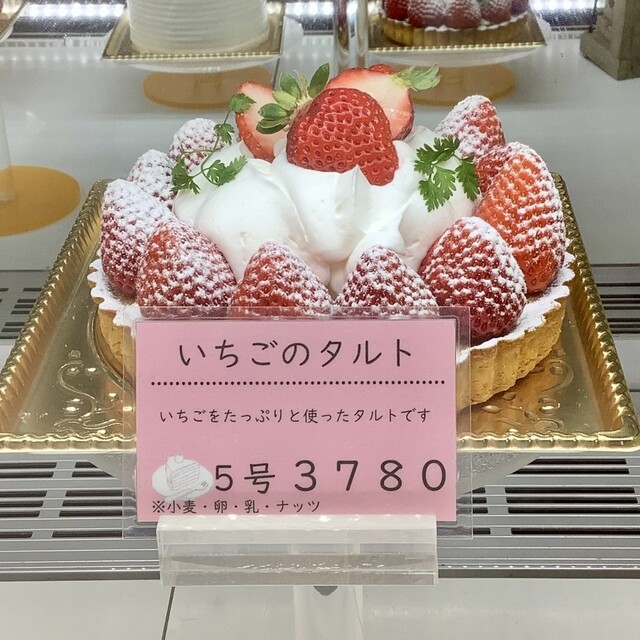 いちごのタルト
いちごをたっぷりと使ったタルトです
5号 3780
※小麦・卵・乳・ナッツ